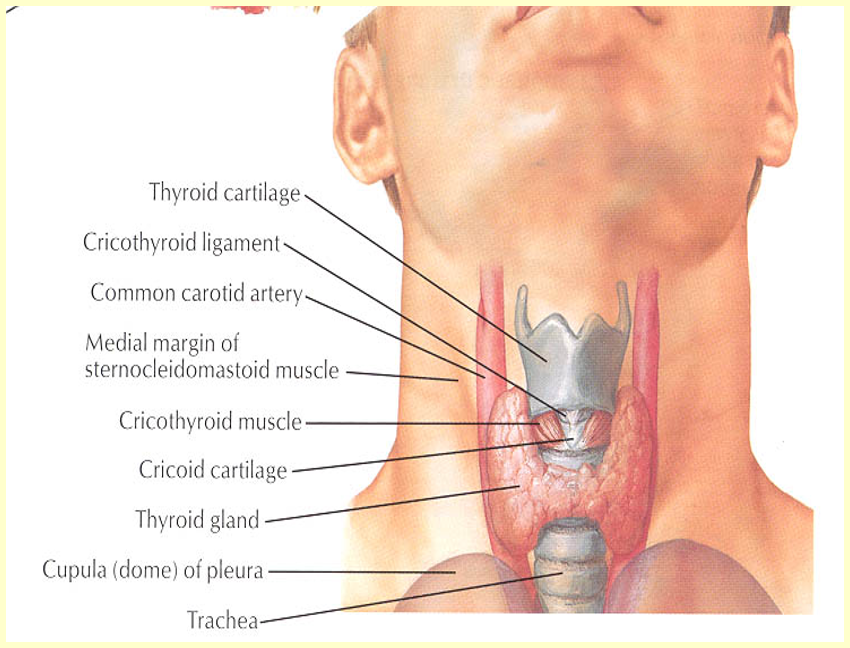 Thyroid cartilage
Cricothyroid ligament
Common carotid artery
Medial margin of
sternocleidomastoid muscle
Cricothyroid muscle
Cricoid cartilage
Thyroid gland
Cupula (dome) of pleura
Trachea